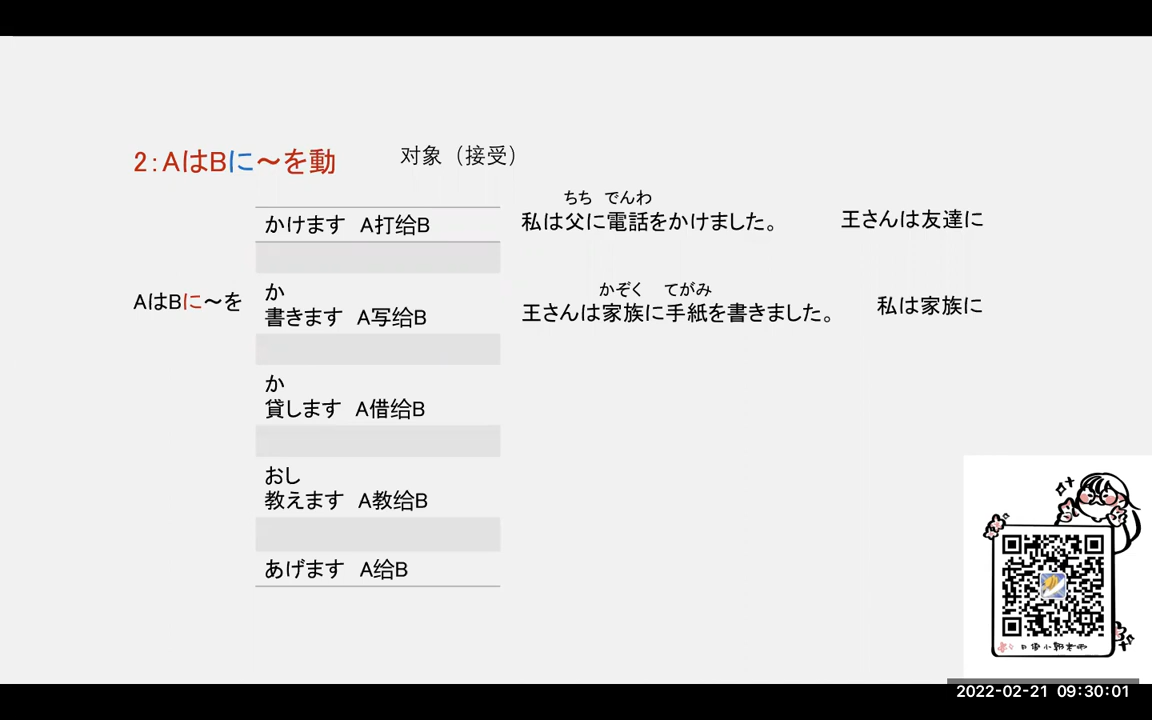 2:AはBに～を動
对象（接受）
ちち でんわ
かけます A打给B
私は父に電話をかけました。
王さんは友達に
か
かぞく てがみ
AはBに～を
書きます A写给B
王さんは家族に手紙を書きました。
私は家族に
か
貸します A借给B
おし
教えます A教给B
あげます A给B
2022-02-21 09:30:01